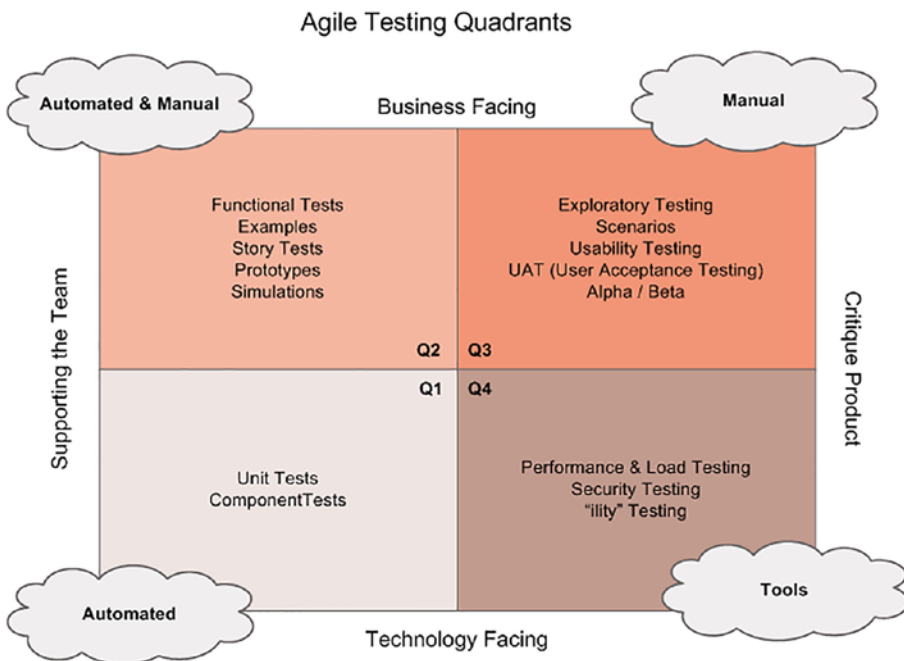 Agile Testing Quadrants
Automated & Manual
Business Facing
Manual
Functional Tests
Examples
Story Tests
Prototypes
Simulations
Exploratory Testing
Scenarios
Usability Testing
UAT (User Acceptance Testing)
Alpha / Beta
Supporting the Team
Critique Product
Q2
Q3
Q1
Q4
Unit Tests
ComponentTests
Performance & Load Testing
Security Testing
“ility” Testing
Automated
Technology Facing
Tools